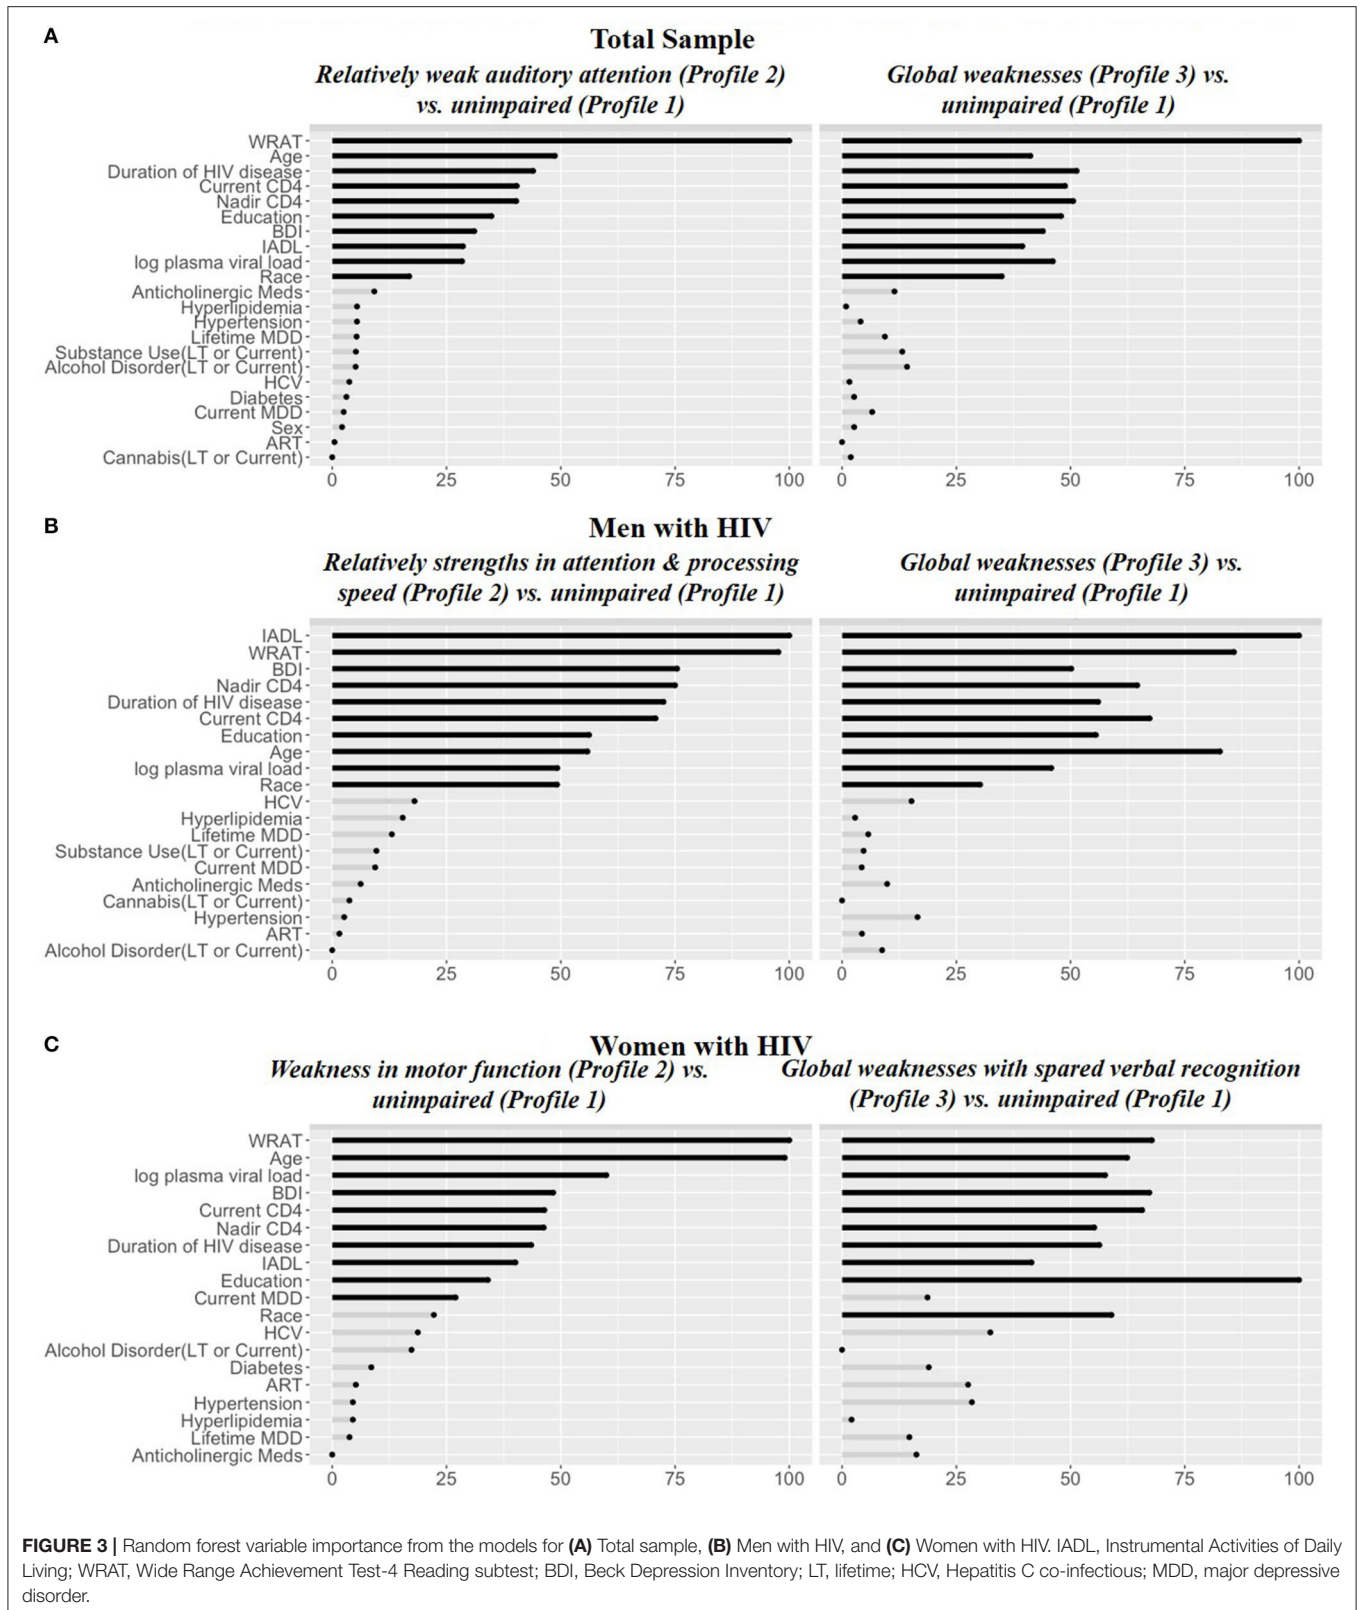 A
Total Sample
Relatively weak auditory attention (Profile 2)
vs. unimpaired (Profile 1)
Global weaknesses (Profile 3) vs.
unimpaired (Profile 1)
WRAT
Age
Duration of HIV disease
Current CD4
Nadir CD4
Education
BDI
IADL
log plasma viral load
Race
Anticholinergic Meds
Hyperlipidemia
Hypertension
Lifetime MDD
Substance Use(LT or Current)
Alcohol Disorder(LT or Current)
HCV
Diabetes
Current MDD
Sex
ART
Cannabis(LT or Current)
0 25 50 75 100 0 25 50 75 100
B
Men with HIV
Relatively strengths in attention & processing
speed (Profile 2) vs. unimpaired (Profile 1)
Global weaknesses (Profile 3) vs.
unimpaired (Profile 1)
IADL
WRAT
BDI
Nadir CD4
Duration of HIV disease
Current CD4
Education
Age
log plasma viral load
Race
HCV
Hyperlipidemia
Lifetime MDD
Substance Use(LT or Current)
Current MDD
Anticholinergic Meds
Cannabis(LT or Current)
Hypertension
ART
Alcohol Disorder(LT or Current)
0 25 50 75 100 0 25 50 75 100
C
Women with HIV
Weakness in motor function (Profile 2) vs.
unimpaired (Profile 1)
Global weaknesses with spared verbal recognition
(Profile 3) vs. unimpaired (Profile 1)
WRAT
Age
log plasma viral load
BDI
Current CD4
Nadir CD4
Duration of HIV disease
IADL
Education
Current MDD
Race
HCV
Alcohol Disorder(LT or Current)
Diabetes
ART
Hypertension
Hyperlipidemia
Lifetime MDD
Anticholinergic Meds
0 25 50 75 100 0 25 50 75 100
FIGURE 3 | Random forest variable importance from the models for (A) Total sample, (B) Men with HIV, and (C) Women with HIV. IADL, Instrumental Activities of Daily
Living; WRAT, Wide Range Achievement Test-4 Reading subtest; BDI, Beck Depression Inventory; LT, lifetime; HCV, Hepatitis C co-infectious; MDD, major depressive
disorder.